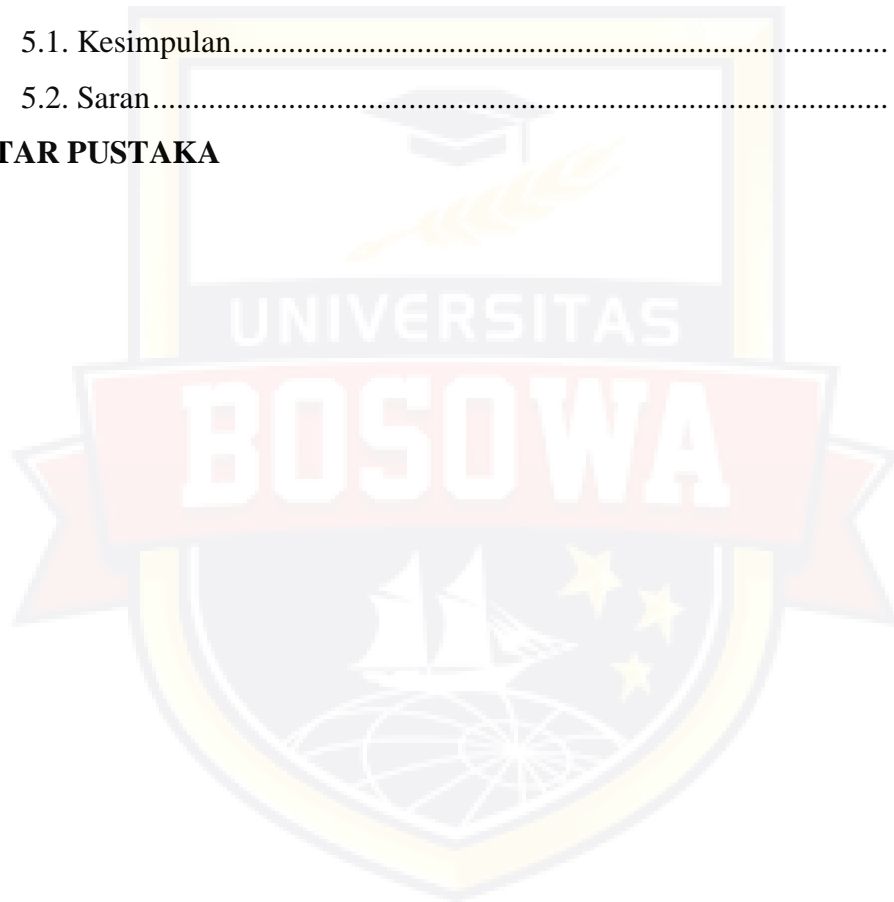 5.1. Kesimpulan................................................................................
5.2. Saran............................................................................................
TAR PUSTAKA
UNIVERSITAS
BOSOWA